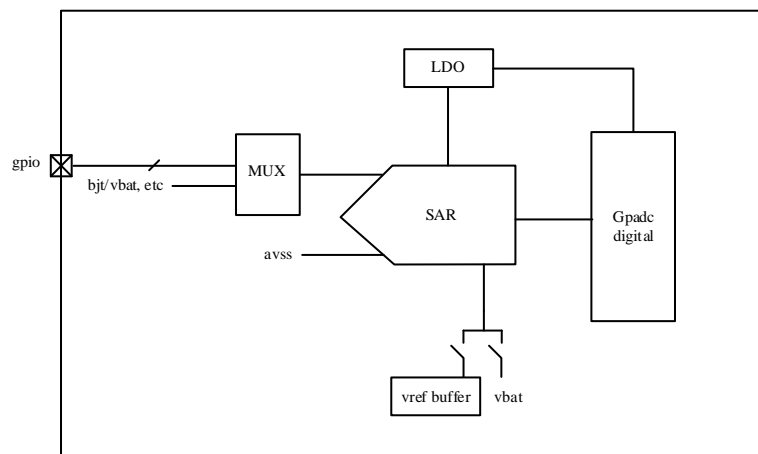 LDO
gpio
MUX
bjt/vbat, etc
SAR
Gpadc
digital
avss
vref buffer
vbat